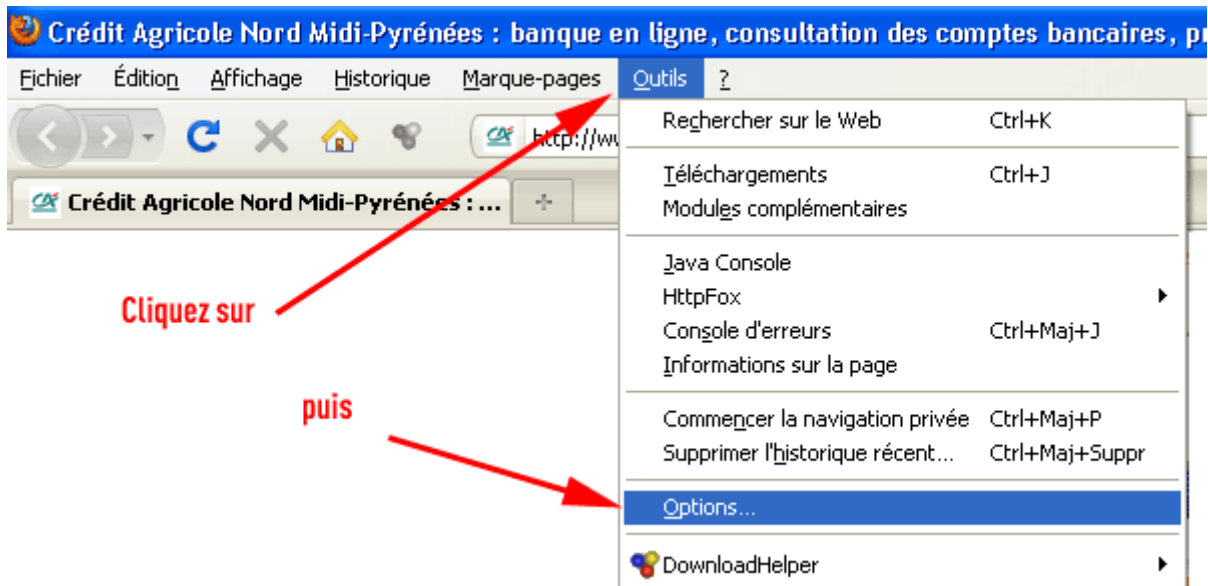 Crédit Agricole Nord Midi-Pyrénées : banque en ligne, consultation des comptes bancaires, p
Fichier Édition Affichage Historique Marque-pages Outils ?
http://w
Crédit Agricole Nord Midi-Pyrénées : ...
Rechercher sur le Web Ctrl+K
Téléchargements Ctrl+J
Modules complémentaires
Java Console
HttpFox
Console d'erreurs Ctrl+Maj+J
Informations sur la page
Commencer la navigation privée Ctrl+Maj+P
Supprimer l'historique récent... Ctrl+Maj+Suppr
Options...
DownloadHelper
Cliquez sur
puis